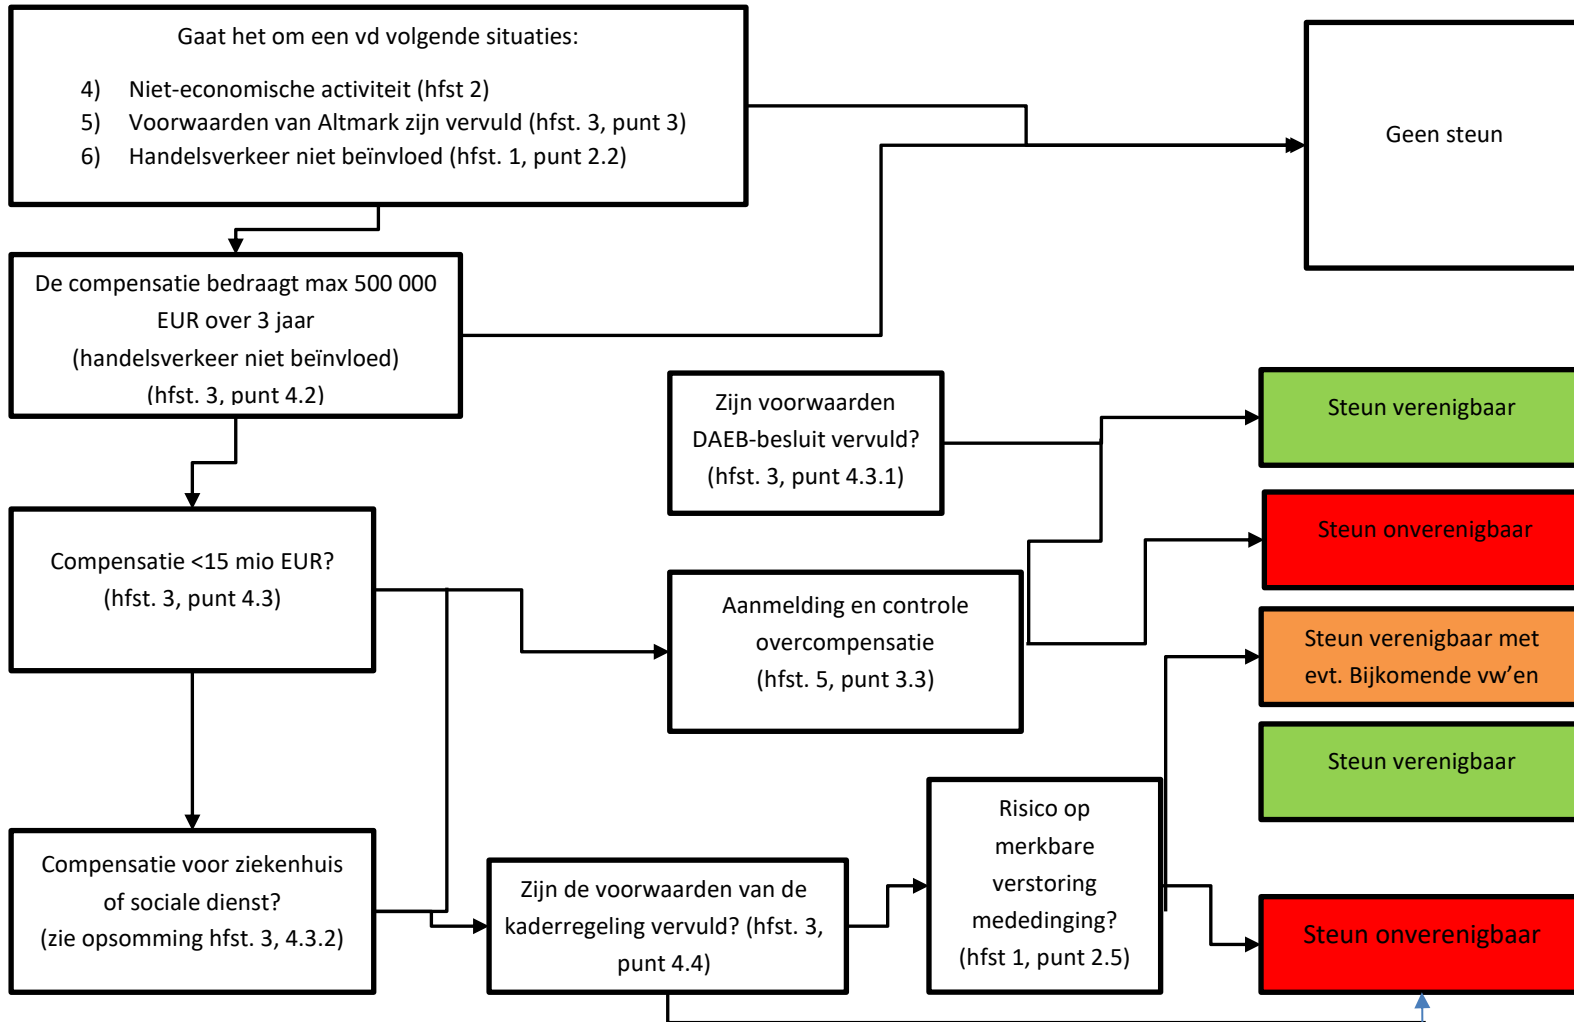 Gaat het om een vd volgende situaties:
4) Niet-economische activiteit (hfst 2)
5) Voorwaarden van Altmark zijn vervuld (hfst. 3, punt 3)
6) Handelsverkeer niet beïnvloed (hfst. 1, punt 2.2)
Geen steun
De compensatie bedraagt max 500 000
EUR over 3 jaar
(handelsverkeer niet beïnvloed)
(hfst. 3, punt 4.2)
Zijn voorwaarden
DAEB-besluit vervuld?
(hfst. 3, punt 4.3.1)
Steun verenigbaar
Steun onverenigbaar
Compensatie <15 mio EUR?
(hfst. 3, punt 4.3)
Aanmelding en controle
overcompensatie
(hfst. 5, punt 3.3)
Steun verenigbaar met
evt. Bijkomende vw’en
Steun verenigbaar
Compensatie voor ziekenhuis
of sociale dienst?
(zie opsomming hfst. 3, 4.3.2)
Zijn de voorwaarden van de
kaderregeling vervuld? (hfst. 3,
punt 4.4)
Risico op
merkbare
verstoring
mededinging?
(hfst 1, punt 2.5)
Steun onverenigbaar